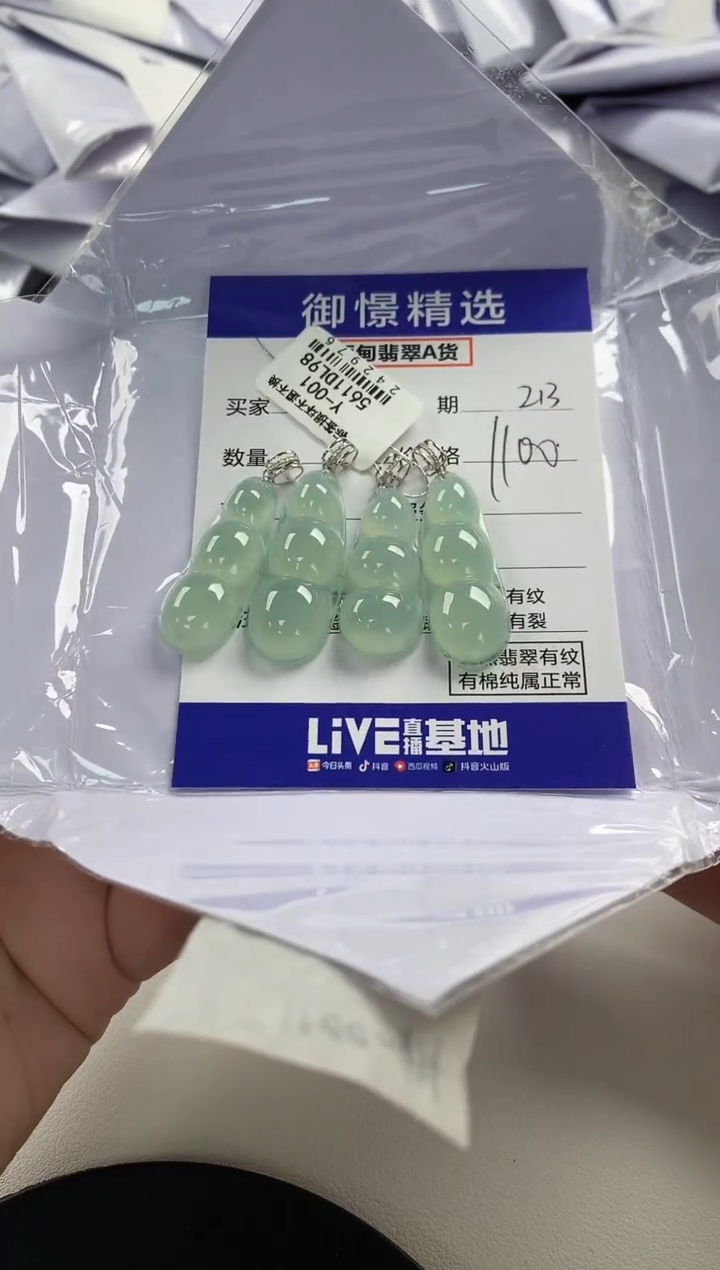 御憬精选
甸翡翠A货
242976
5611DL98
Y-001
买家
期 213
数量
格 1100
有纹
有裂
翡翠有纹
有棉纯属正常
LiVE直播基地
今日头条 抖音 西瓜视频 抖音火山版